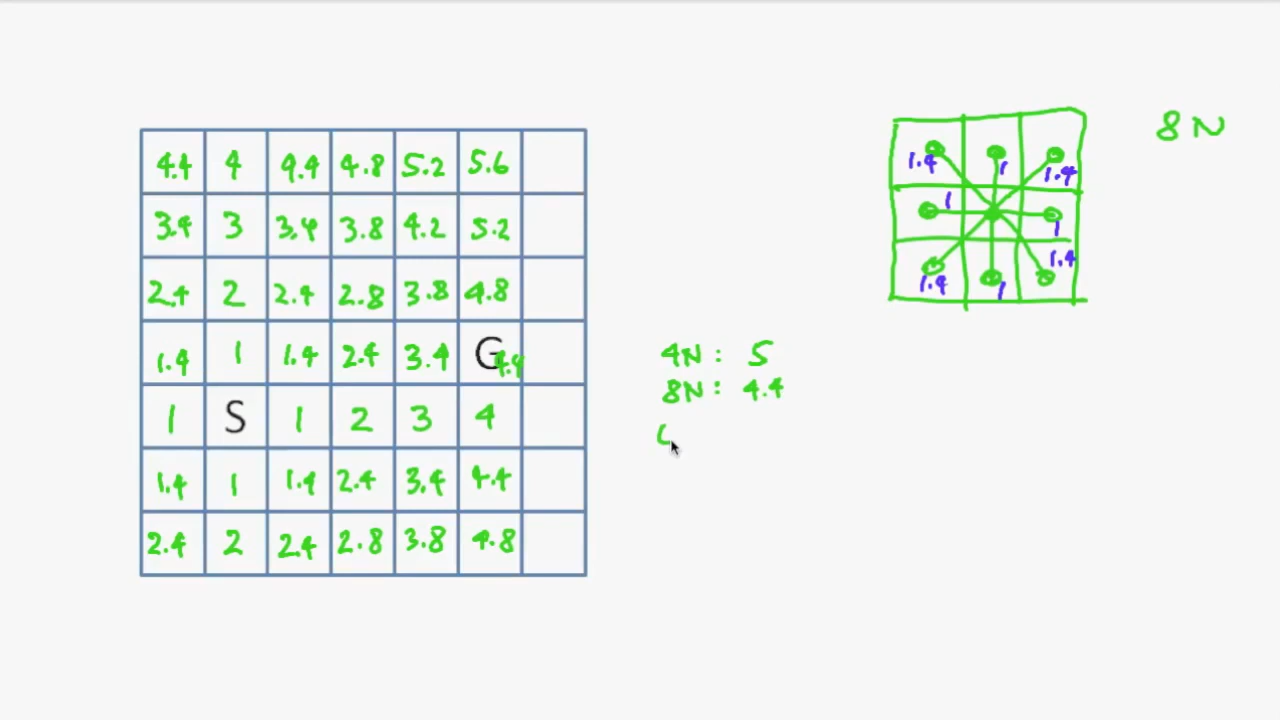 8N
1.4 1 1.4
1 1
1.4 1 1.4
4.4 4 4.4 4.8 5.2 5.6
3.4 3 3.4 3.8 4.2 5.2
2.4 2 2.4 2.8 3.8 4.8
1.4 1 1.4 2.4 3.4 G 4.4
1 S 1 2 3 4
1.4 1 1.4 2.4 3.4 4.4
2.4 2 2.4 2.8 3.8 4.8
4N: 5
8N: 4.4